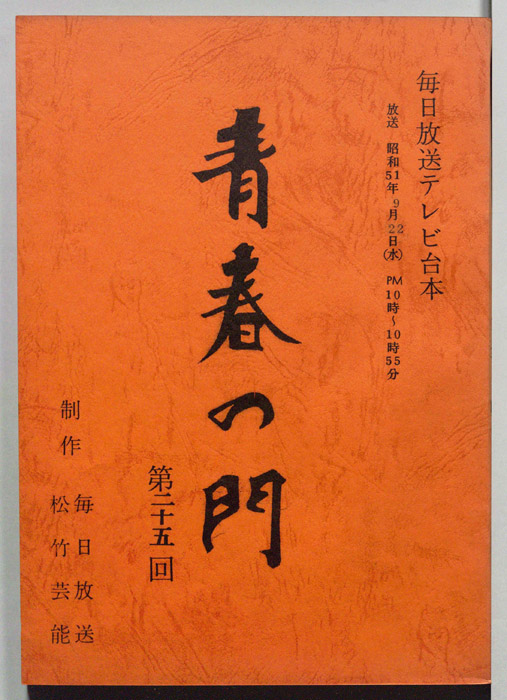 毎日放送テレビ台本
放送 昭和51年9月22日(水) PM10時~10時55分
青春の門
第二十五回
制作 毎日放送
松竹芸能